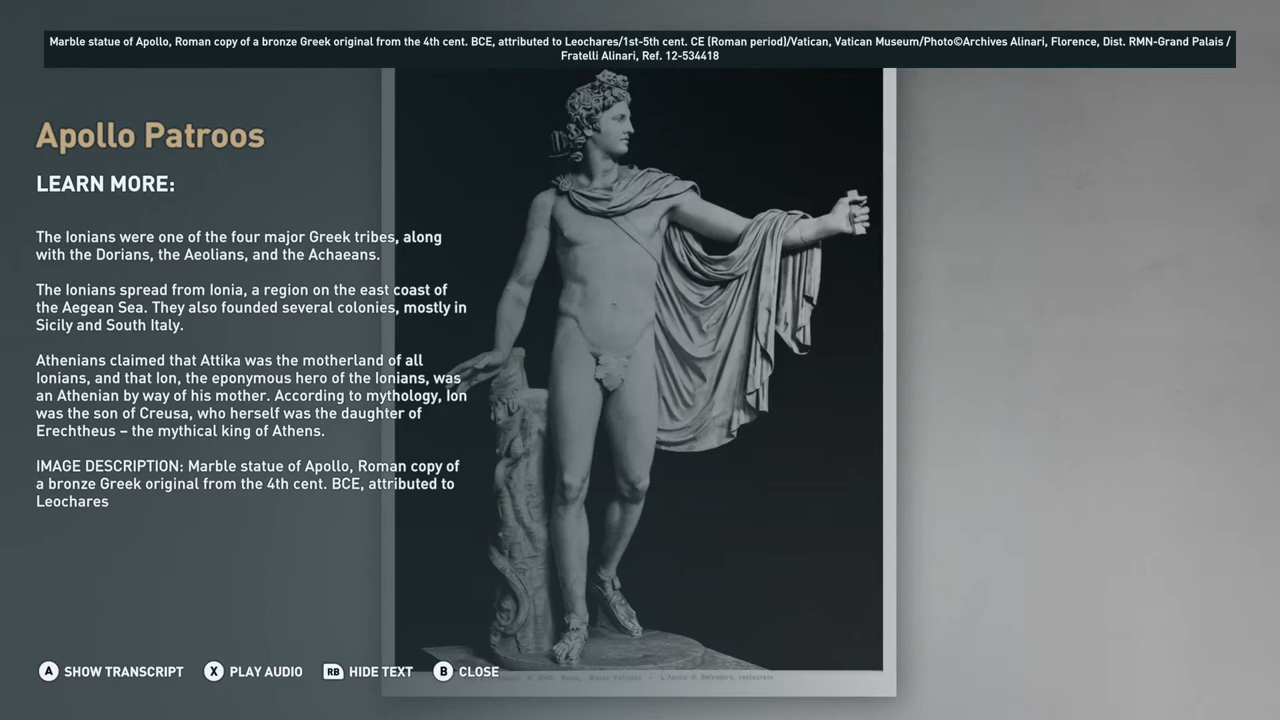 Marble statue of Apollo, Roman copy of a bronze Greek original from the 4th cent. BCE, attributed to Leochares/1st-5th cent. CE (Roman period)/Vatican, Vatican Museum/Photo©Archives Alinari, Florence, Dist. RMN-Grand Palais /
Fratelli Alinari, Ref. 12-534418
Apollo Patroos
LEARN MORE:
The Ionians were one of the four major Greek tribes, along
with the Dorians, the Aeolians, and the Achaeans.
The Ionians spread from Ionia, a region on the east coast of
the Aegean Sea. They also founded several colonies, mostly in
Sicily and South Italy.
Athenians claimed that Attika was the motherland of all
Ionians, and that Ion, the eponymous hero of the Ionians, was
an Athenian by way of his mother. According to mythology, Ion
was the son of Creusa, who herself was the daughter of
Erechtheus – the mythical king of Athens.
IMAGE DESCRIPTION: Marble statue of Apollo, Roman copy of
a bronze Greek original from the 4th cent. BCE, attributed to
Leochares
A SHOW TRANSCRIPT X PLAY AUDIO RB HIDE TEXT B CLOSE